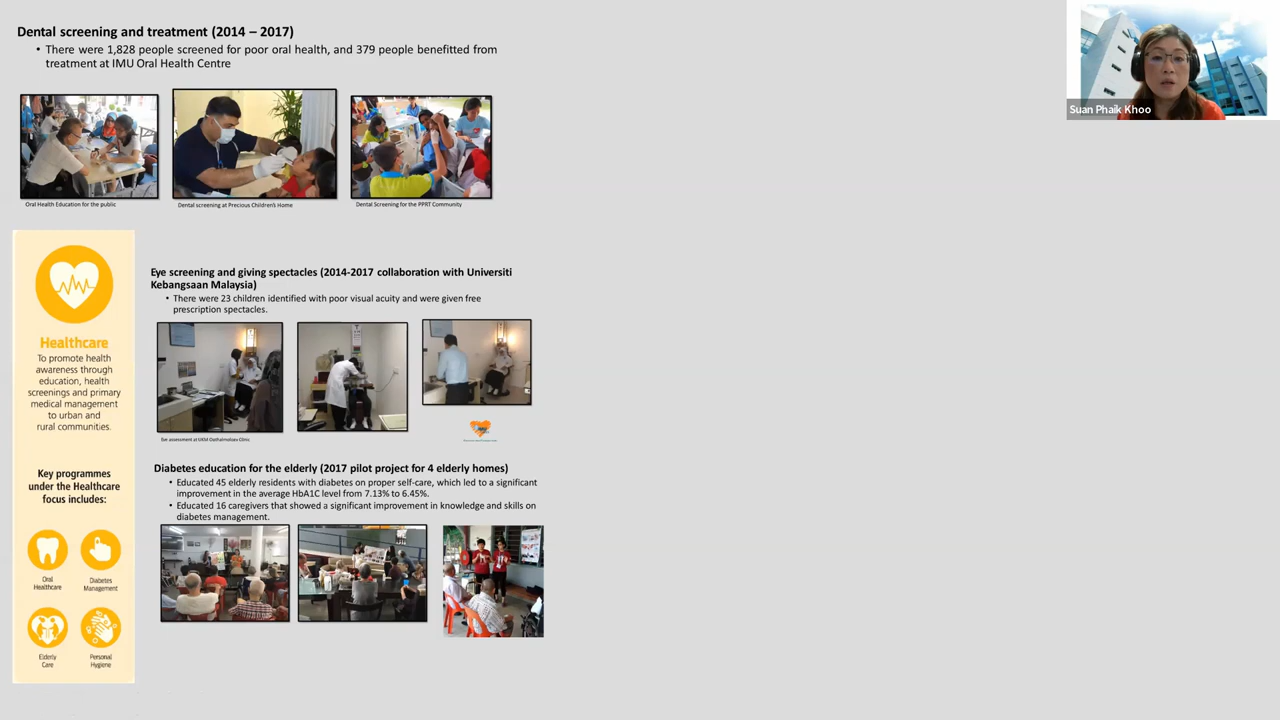 Dental screening and treatment (2014 – 2017)
• There were 1,828 people screened for poor oral health, and 379 people benefitted from
treatment at IMU Oral Health Centre
Suan Phaik Khoo
Oral Health Education for the public
Dental screening at Precious Children's Home
Dental Screening for the PPRT Community
Healthcare
To promote health
awareness through
education, health
screenings and primary
medical management
to urban and
rural communities.
Key programmes
under the Healthcare
focus includes:
Oral
Healthcare
Diabetes
Management
Elderly
Care
Personal
Hygiene
Eye screening and giving spectacles (2014-2017 collaboration with Universiti
Kebangsaan Malaysia)
• There were 23 children identified with poor visual acuity and were given free
prescription spectacles.
Eye assessment at UKM Opthalmology Clinic
Diabetes education for the elderly (2017 pilot project for 4 elderly homes)
• Educated 45 elderly residents with diabetes on proper self-care, which led to a significant
improvement in the average HbA1C level from 7.13% to 6.45%.
• Educated 16 caregivers that showed a significant improvement in knowledge and skills on
diabetes management.